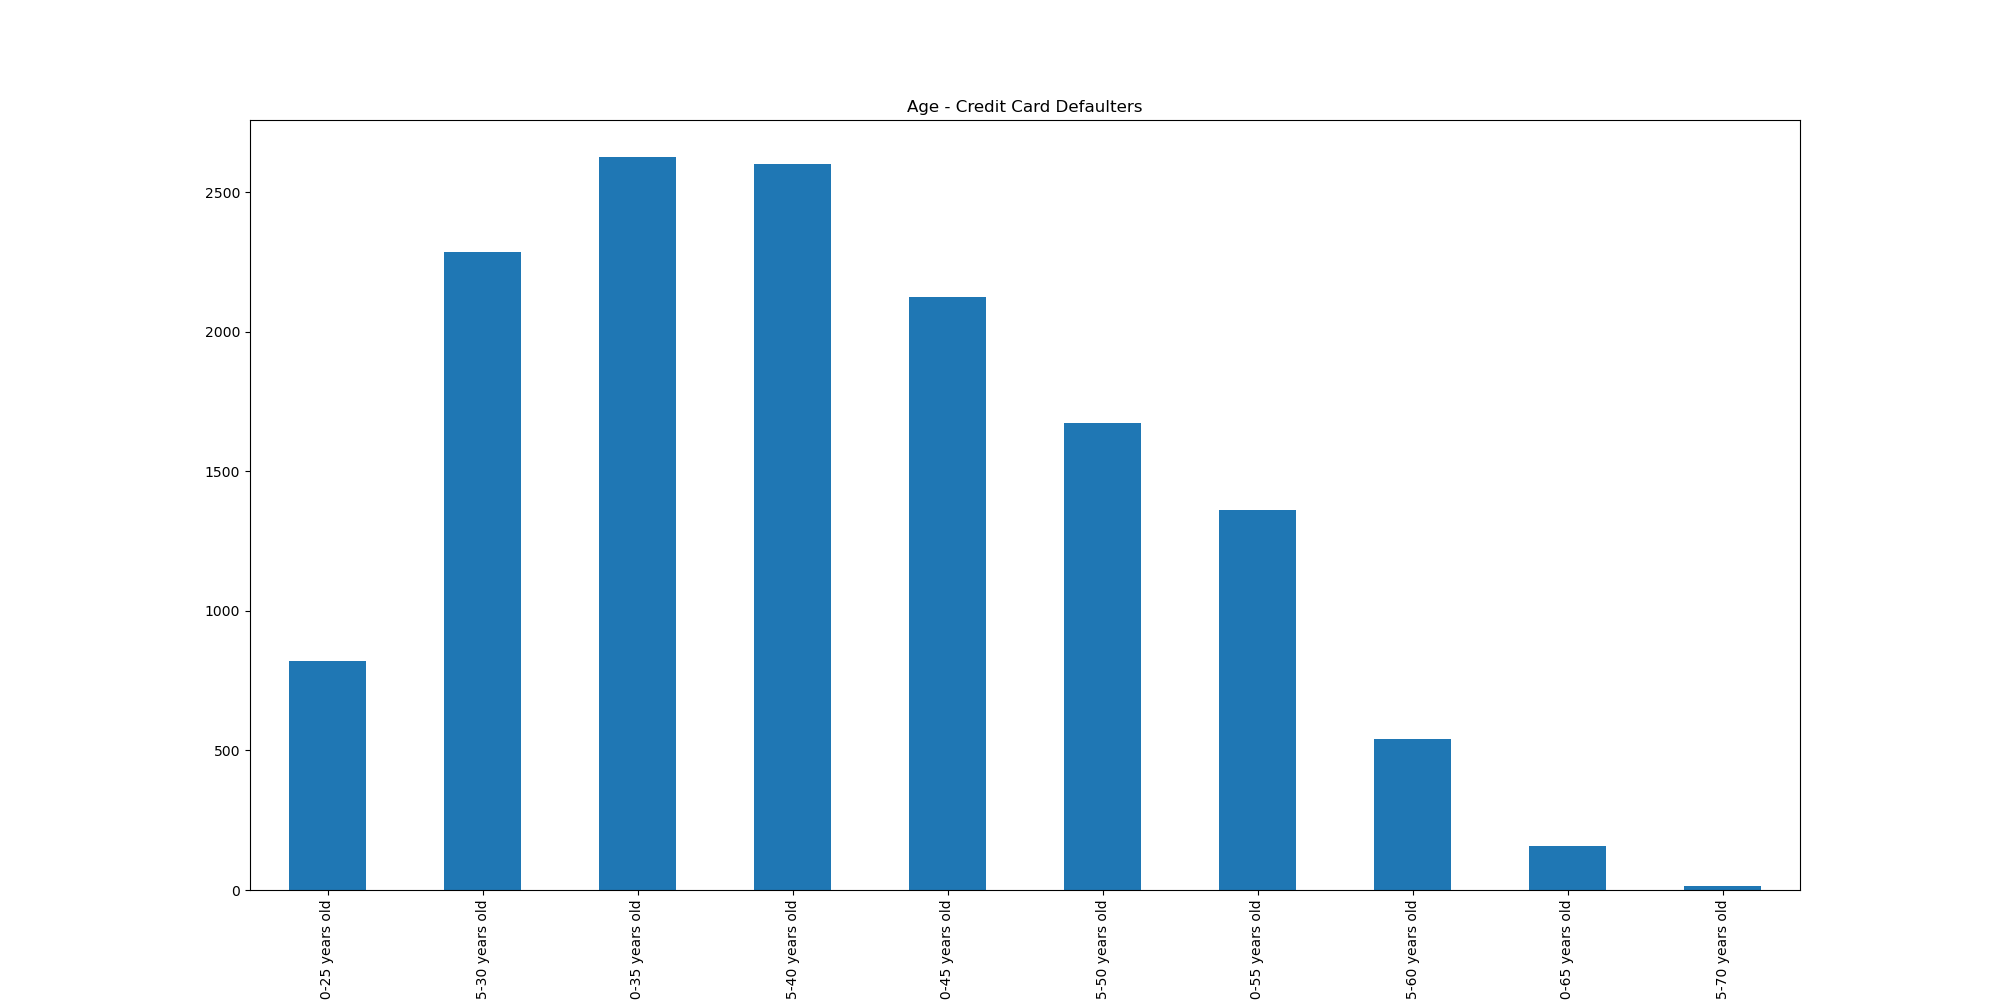 Age - Credit Card Defaulters
2500
2000
1500
1000
500
0
0-25 years old
5-30 years old
0-35 years old
5-40 years old
0-45 years old
5-50 years old
0-55 years old
5-60 years old
0-65 years old
5-70 years old